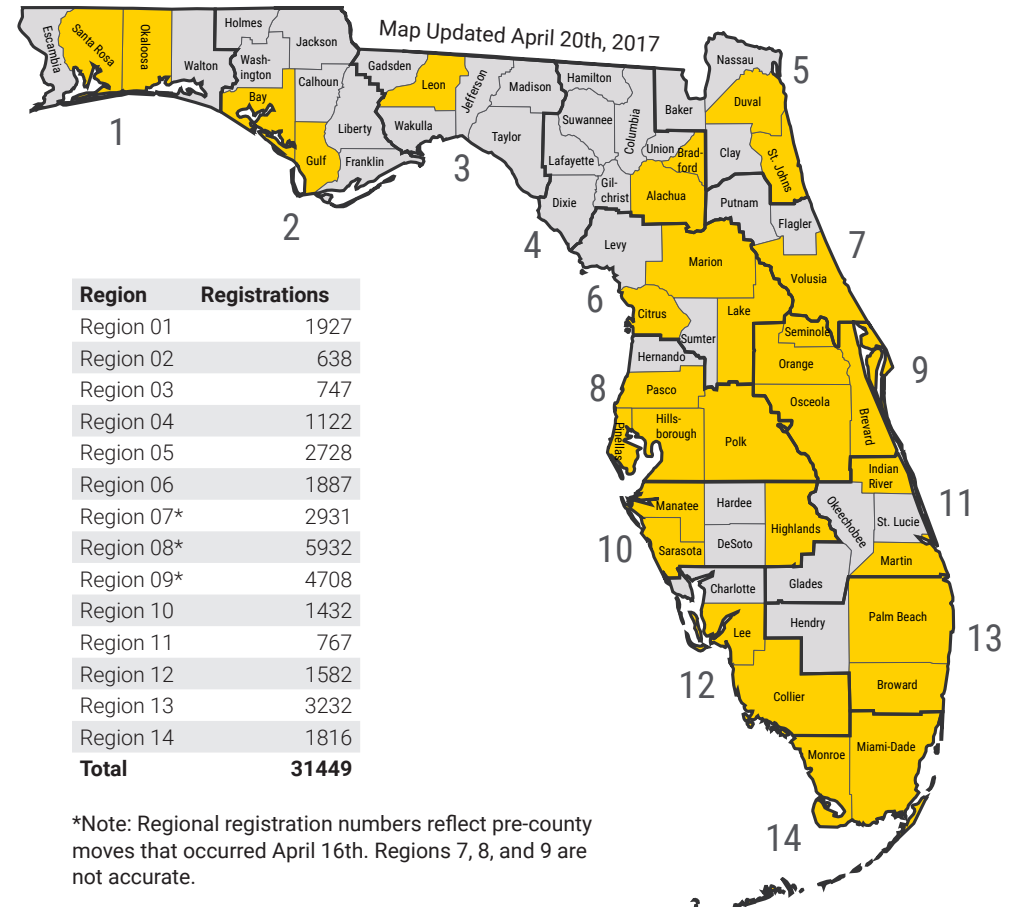 Map Updated April 20th, 2017
Escambia
Santa Rosa
Okaloosa
Walton
Holmes
Wash-
ington
Jackson
Bay
Calhoun
Gulf
Liberty
Franklin
Gadsden
Leon
Wakulla
Jefferson
Madison
Taylor
Hamilton
Suwannee
Lafayette
Columbia
Dixie
Gil-
christ
Union
Brad-
ford
Alachua
Baker
Nassau
Duval
Clay
St. Johns
Putnam
Flagler
Volusia
Levy
Marion
Citrus
Sumter
Lake
Hernando
Pasco
Pinellas
Hills-
borough
Polk
Seminole
Orange
Osceola
Brevard
Indian
River
Okeechobee
St. Lucie
Martin
Manatee
Sarasota
Hardee
DeSoto
Highlands
Charlotte
Glades
Lee
Hendry
Collier
Palm Beach
Broward
Monroe
Miami-Dade
1
2
3
4
5
6
7
8
9
10
11
12
13
14
Region Registrations
Region 01 1927
Region 02 638
Region 03 747
Region 04 1122
Region 05 2728
Region 06 1887
Region 07* 2931
Region 08* 5932
Region 09* 4708
Region 10 1432
Region 11 767
Region 12 1582
Region 13 3232
Region 14 1816
Total 31449
*Note: Regional registration numbers reflect pre-county
moves that occurred April 16th. Regions 7, 8, and 9 are
not accurate.